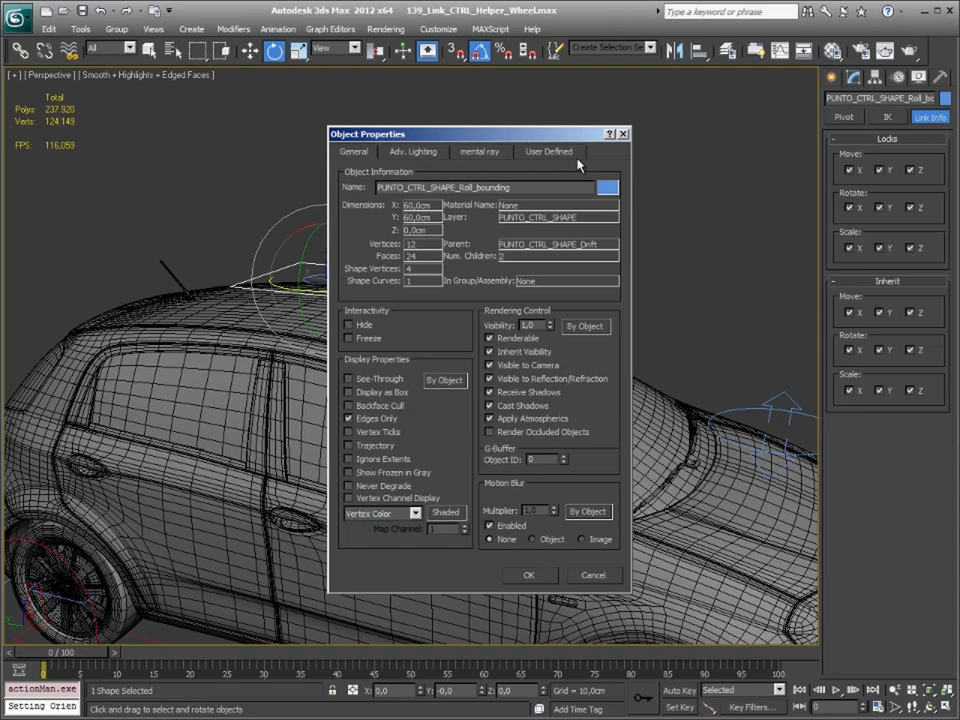 Autodesk 3ds Max 2012 x64 139_Link_CTRL_Helper_Wheel.max
Type a keyword or phrase
Edit Tools Group Views Create Modifiers Animation Graph Editors Rendering Customize MAXScript Help
All View Create Selection Se
[ + ] [ Perspective ] [ Smooth + Highlights + Edged Faces ]
Total
Polys: 237.920
Verts: 124.149
FPS: 116,059
PUNTO_CTRL_SHAPE_Roll_bo
Pivot IK Link Info
Locks
Move:
X Y Z
Rotate:
X Y Z
Scale:
X Y Z
Inherit
Move:
X Y Z
Rotate:
X Y Z
Scale:
X Y Z
Object Properties
General Adv. Lighting mental ray User Defined
Object Information
Name: PUNTO_CTRL_SHAPE_Roll_bounding
Dimensions: X: 60,0cm Material Name: None
Y: 60,0cm Layer: PUNTO_CTRL_SHAPE
Z: 0,0cm
Vertices: 12 Parent: PUNTO_CTRL_SHAPE_Drift
Faces: 24 Num. Children: 2
Shape Vertices: 4
Shape Curves: 1 In Group/Assembly: None
Interactivity
Hide
Freeze
Display Properties
See-Through By Object
Display as Box
Backface Cull
Edges Only
Vertex Ticks
Trajectory
Ignore Extents
Show Frozen in Gray
Never Degrade
Vertex Channel Display
Vertex Color Shaded
Map Channel: 1
Rendering Control
Visibility: 1,0 By Object
Renderable
Inherit Visibility
Visible to Camera
Visible to Reflection/Refraction
Receive Shadows
Cast Shadows
Apply Atmospherics
Render Occluded Objects
G-Buffer
Object ID: 0
Motion Blur
Multiplier: 1,0 By Object
Enabled
None Object Image
OK Cancel
0 / 100
0 5 10 15 20 25 30 35 40 45 50 55 60 65 70 75 80 85 90 95 100
actionMan.exe
Setting Orien
1 Shape Selected X: 0,0 Y: -0,0 Z: 0,0 Grid = 10,0cm Auto Key Selected
Click and drag to select and rotate objects Add Time Tag Set Key Key Filters... 0